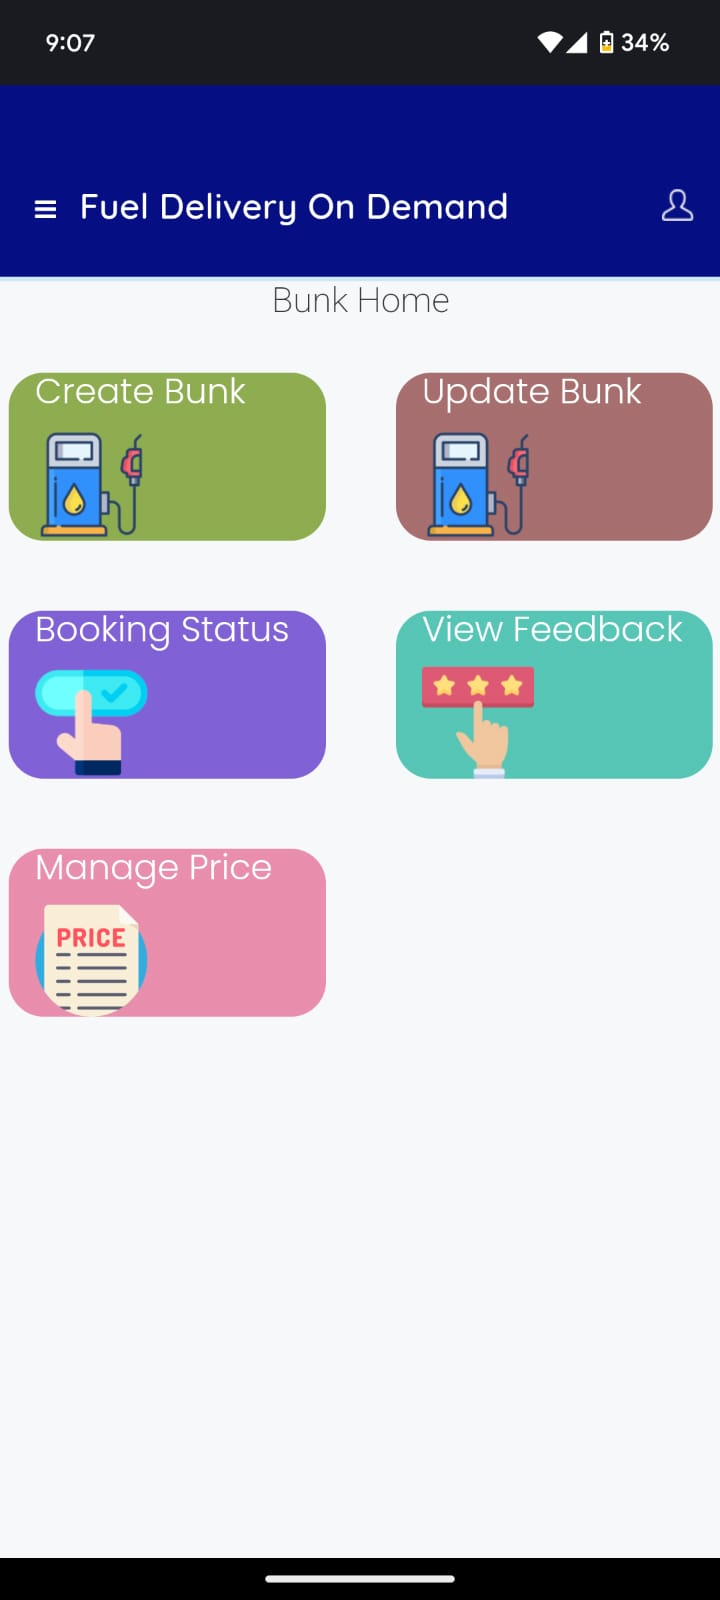 9:07
34%
Fuel Delivery On Demand
Bunk Home
Create Bunk
Update Bunk
Booking Status
View Feedback
Manage Price
PRICE